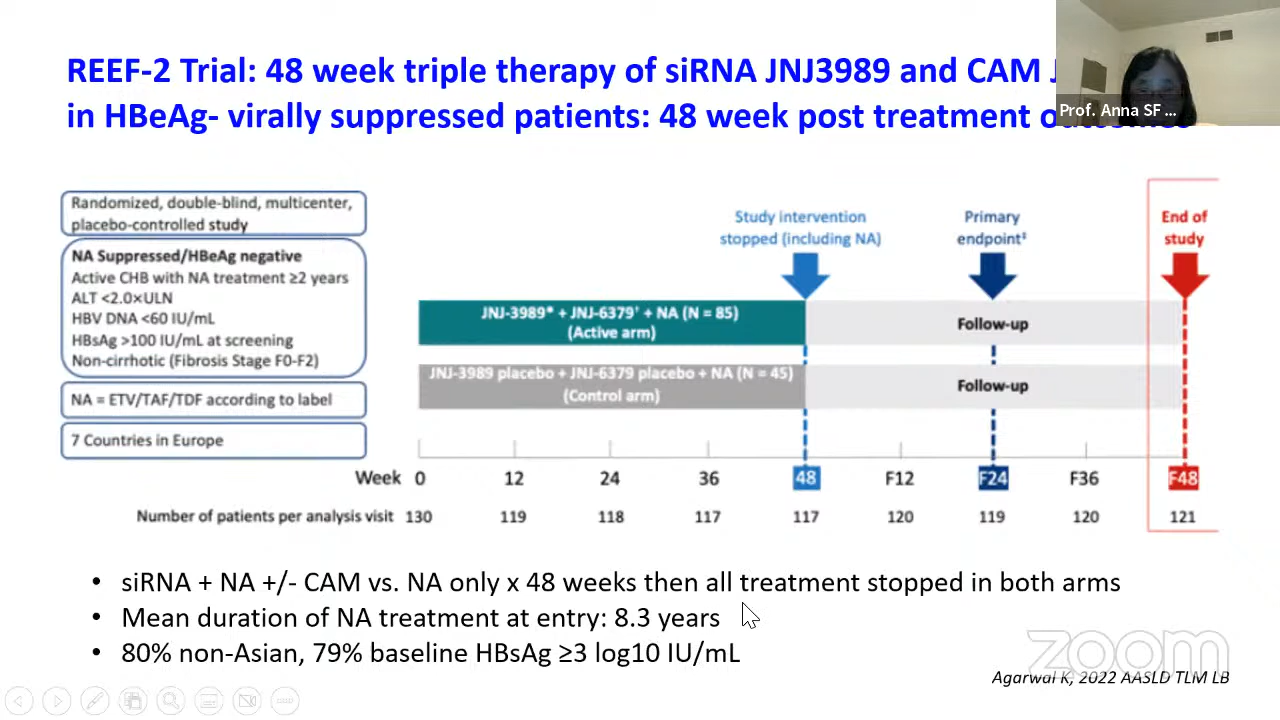 REEF-2 Trial: 48 week triple therapy of siRNA JNJ3989 and CAM J
in HBeAg- virally suppressed patients: 48 week post treatment outcomes
Prof. Anna SF ...
Randomized, double-blind, multicenter,
placebo-controlled study
NA Suppressed/HBeAg negative
Active CHB with NA treatment ≥2 years
ALT <2.0×ULN
HBV DNA <60 IU/mL
HBsAg >100 IU/mL at screening
Non-cirrhotic (Fibrosis Stage F0-F2)
NA = ETV/TAF/TDF according to label
7 Countries in Europe
Study intervention
stopped (including NA)
Primary
endpoint‡
End of
study
JNJ-3989* + JNJ-6379† + NA (N = 85)
(Active arm)
Follow-up
JNJ-3989 placebo + JNJ-6379 placebo + NA (N = 45)
(Control arm)
Follow-up
Week 0 12 24 36 48 F12 F24 F36 F48
Number of patients per analysis visit 130 119 118 117 117 120 119 120 121
• siRNA + NA +/- CAM vs. NA only x 48 weeks then all treatment stopped in both arms
• Mean duration of NA treatment at entry: 8.3 years
• 80% non-Asian, 79% baseline HBsAg ≥3 log10 IU/mL
zoom
Agarwal K, 2022 AASLD TLM LB